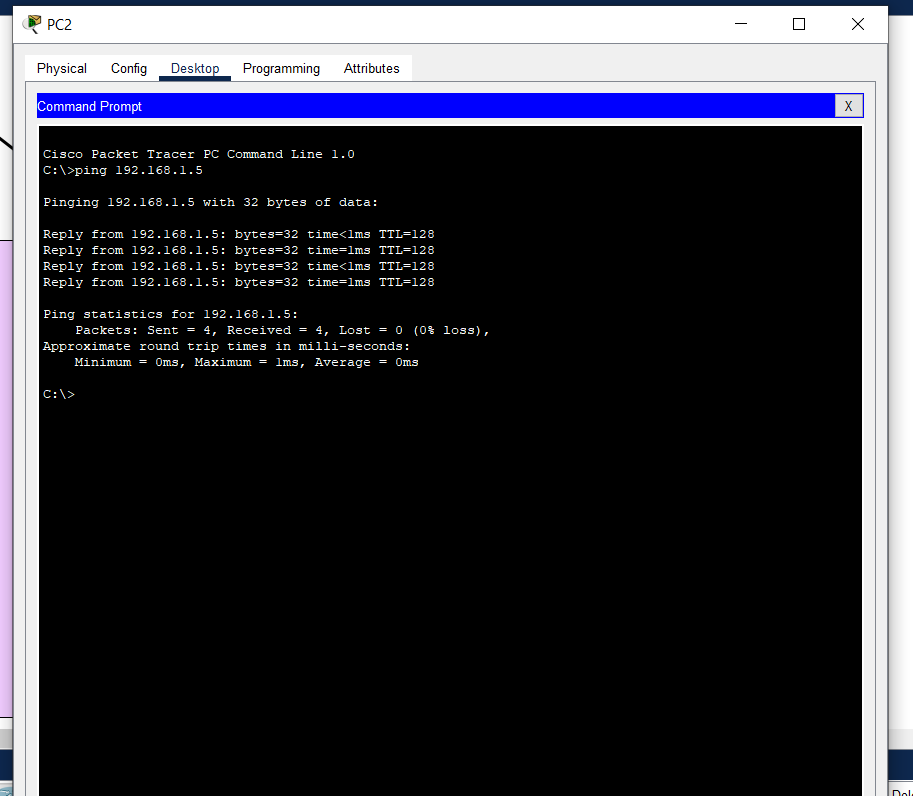 PC2
Physical Config Desktop Programming Attributes
Command Prompt X
Cisco Packet Tracer PC Command Line 1.0
C:\>ping 192.168.1.5
Pinging 192.168.1.5 with 32 bytes of data:
Reply from 192.168.1.5: bytes=32 time<1ms TTL=128
Reply from 192.168.1.5: bytes=32 time=1ms TTL=128
Reply from 192.168.1.5: bytes=32 time<1ms TTL=128
Reply from 192.168.1.5: bytes=32 time=1ms TTL=128
Ping statistics for 192.168.1.5:
Packets: Sent = 4, Received = 4, Lost = 0 (0% loss),
Approximate round trip times in milli-seconds:
Minimum = 0ms, Maximum = 1ms, Average = 0ms
C:\>